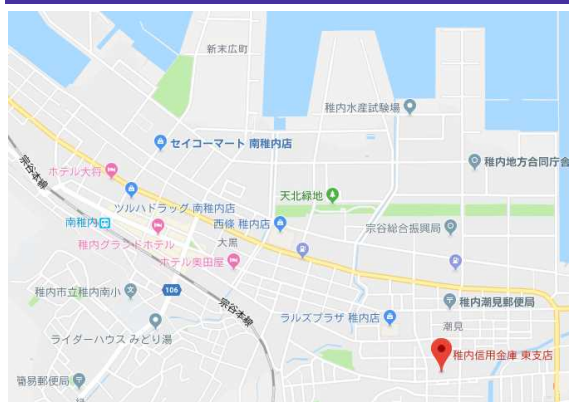 新末広町
稚内水産試験場
セイコーマート 南稚内店
稚内地方合同庁舎
宗谷本線
ホテル大将
天北緑地
ツルハドラッグ 南稚内店
南稚内
西條 稚内店
宗谷総合振興局
稚内グランドホテル
大黒
ホテル奥田屋
稚内市立稚内南小
106
稚内潮見郵便局
宗谷本線
ラルズプラザ 稚内店
潮見
ライダーハウス みどり湯
稚内信用金庫 東支店
簡易郵便局
緑